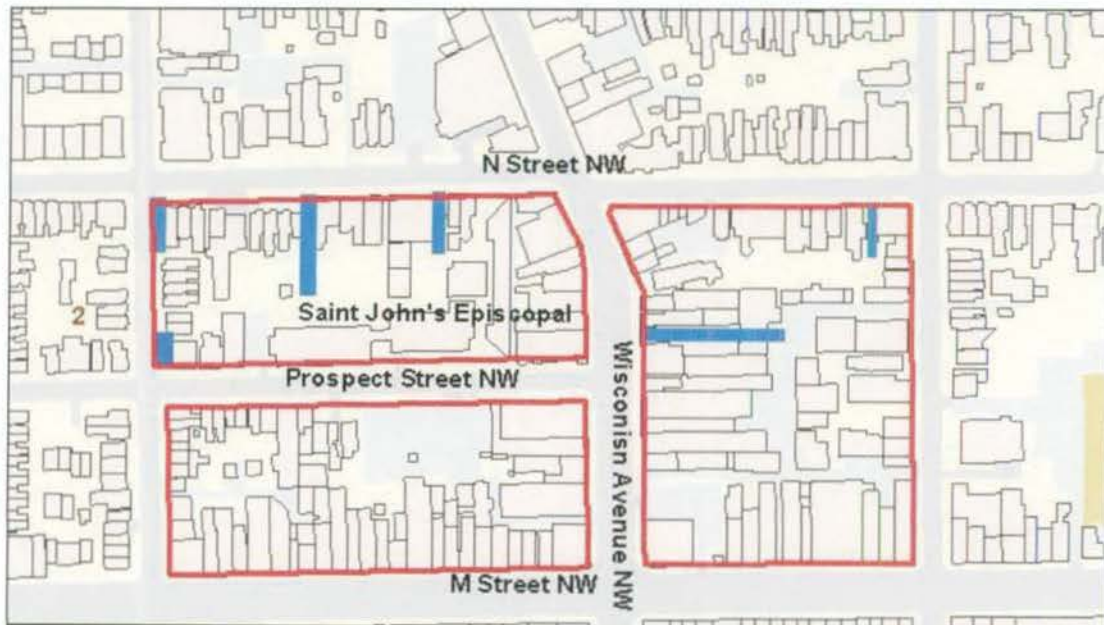 N Street NW
Saint John's Episcopal
2
Prospect Street NW
Wisconisn Avenue NW
M Street NW